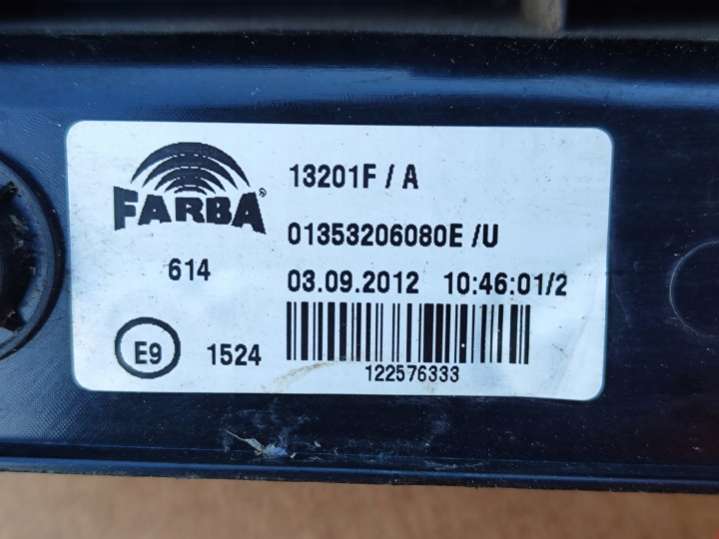 FARBA®
614
E9 1524
13201F / A
01353206080E /U
03.09.2012 10:46:01/2
122576333